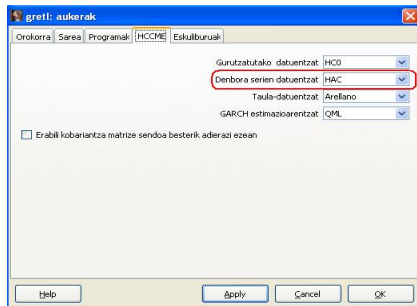 gretl: aukerak
Orokorra Sarea Programak HCCME Eskuliburuak
Gurutzatutako datuentzat HC0
Denbora serien datuentzat HAC
Taula-datuentzat Arellano
GARCH estimazioarentzat QML
Erabili kobariantza matrize sendoa besterik adierazi ezean
Help Apply Cancel OK